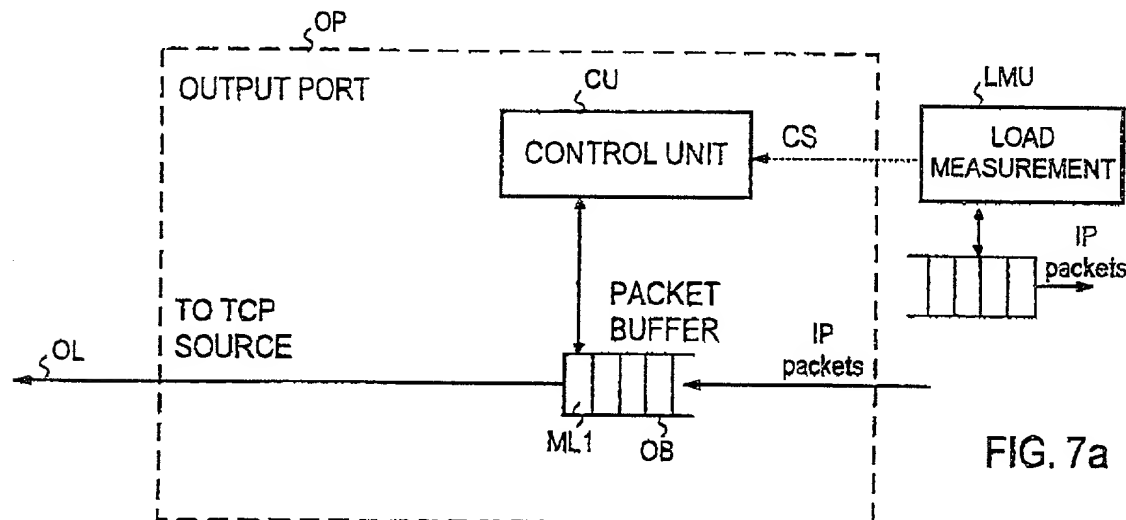 OP
OUTPUT PORT
CU
CONTROL UNIT
CS
LMU
LOAD
MEASUREMENT
IP
packets
TO TCP
SOURCE
PACKET
BUFFER
OL
IP
packets
ML1
OB
FIG. 7a